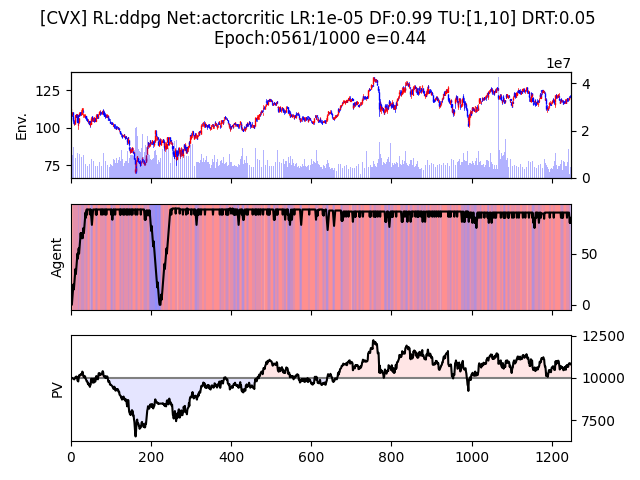 [CVX] RL:ddpg Net:actorcritic LR:1e-05 DF:0.99 TU:[1,10] DRT:0.05
Epoch:0561/1000 e=0.44
1e7
125
100
75
Env.
4
2
0
Agent
50
0
PV
12500
10000
7500
0 200 400 600 800 1000 1200